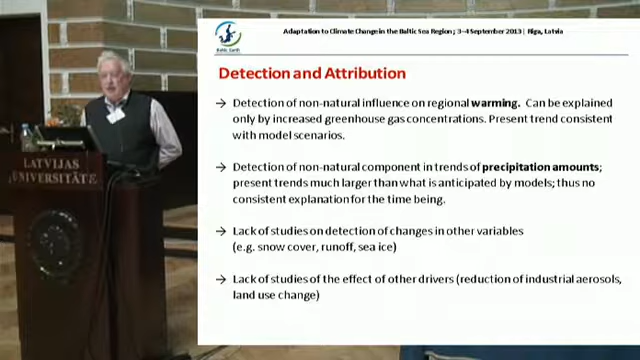 Adaptation to Climate Change in the Baltic Sea Region; 3-4 September 2013 | Riga, Latvia
Baltic Earth
Detection and Attribution
→ Detection of non-natural influence on regional warming. Can be explained
only by increased greenhouse gas concentrations. Present trend consistent
with model scenarios.
→ Detection of non-natural component in trends of precipitation amounts;
present trends much larger than what is anticipated by models; thus no
consistent explanation for the time being.
→ Lack of studies on detection of changes in other variables
(e.g. snow cover, runoff, sea ice)
→ Lack of studies of the effect of other drivers (reduction of industrial aerosols,
land use change)
LATVIJAS
UNIVERSITĀTE